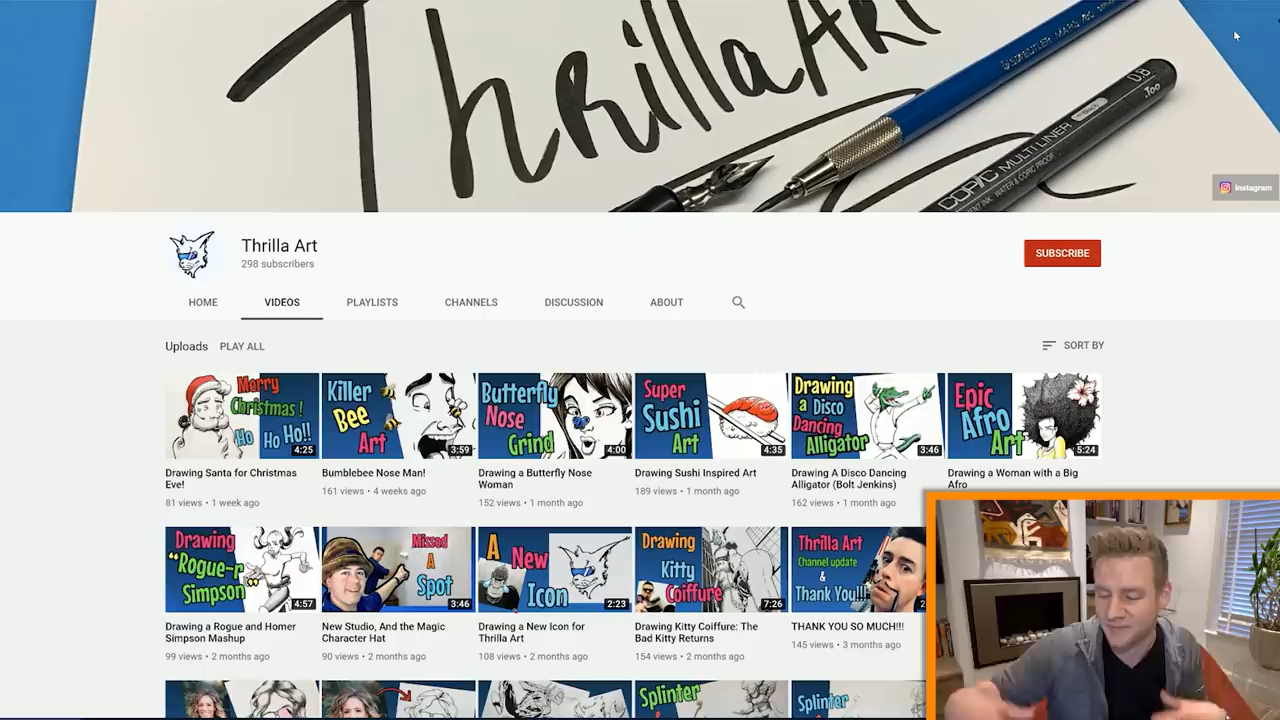 ThrillaArt
STAEDTLER MARS 780
COPIC MULTILINER
0.8
.Too
Instagram
Thrilla Art
298 subscribers
SUBSCRIBE
HOME
VIDEOS
PLAYLISTS
CHANNELS
DISCUSSION
ABOUT
Uploads
PLAY ALL
SORT BY
Merry
Christmas !
Ho Ho Ho!!
4:25
Killer
Bee
Art
3:59
Butterfly
Nose
Grind
4:00
Super
Sushi
Art
4:35
Drawing
a Disco
Dancing
Alligator
3:46
Epic
Afro
Art
5:24
Drawing Santa for Christmas
Eve!
81 views • 1 week ago
Bumblebee Nose Man!
161 views • 4 weeks ago
Drawing a Butterfly Nose
Woman
152 views • 1 month ago
Drawing Sushi Inspired Art
189 views • 1 month ago
Drawing A Disco Dancing
Alligator (Bolt Jenkins)
162 views • 1 month ago
Drawing a Woman with a Big
Afro
Drawing
"Rogue-r
Simpson"
4:57
Missed
A
Spot
3:46
A New
Icon
2:23
Drawing
Kitty
Coiffure
7:26
Thrilla Art
Channel update
&
Thank You!!!
Drawing a Rogue and Homer
Simpson Mashup
99 views • 2 months ago
New Studio, And the Magic
Character Hat
90 views • 2 months ago
Drawing a New Icon for
Thrilla Art
108 views • 2 months ago
Drawing Kitty Coiffure: The
Bad Kitty Returns
154 views • 2 months ago
THANK YOU SO MUCH!!!
145 views • 3 months ago
Splinter
Splinter